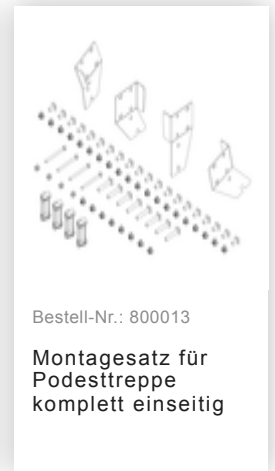 Bestell-Nr.: 800013
Montagesatz für
Podesttreppe
komplett einseitig